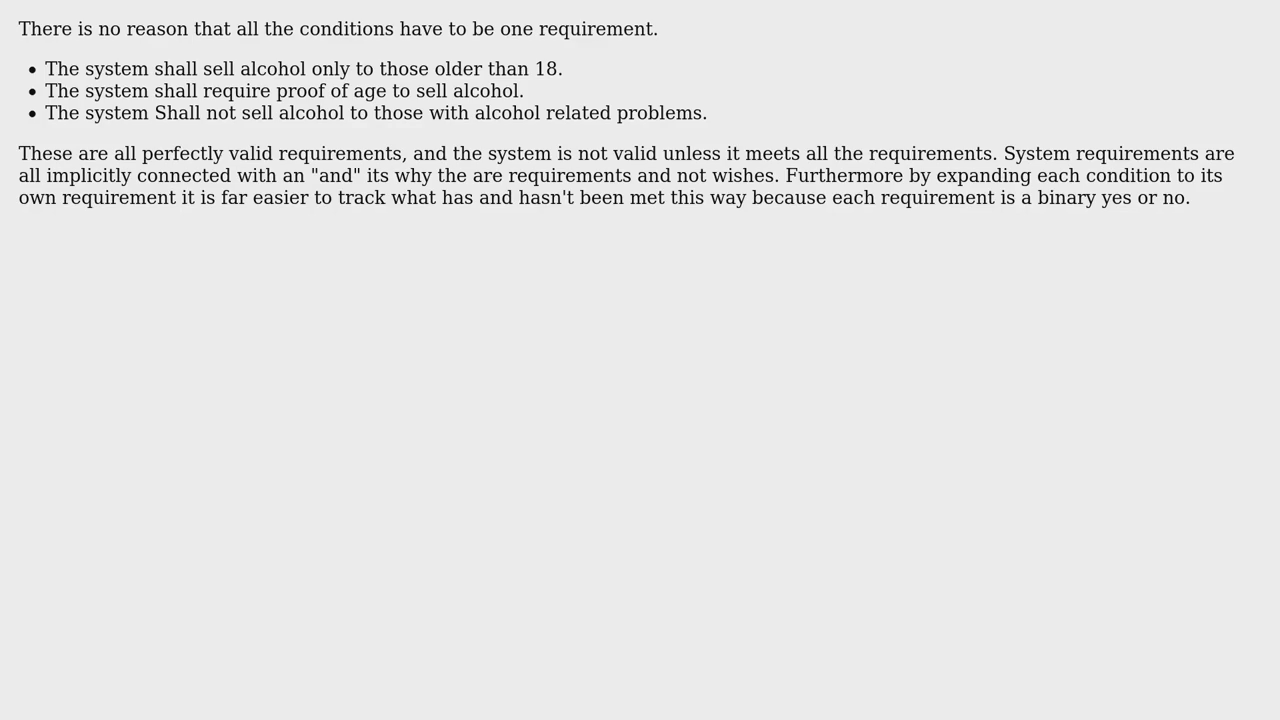 There is no reason that all the conditions have to be one requirement.
• The system shall sell alcohol only to those older than 18.
• The system shall require proof of age to sell alcohol.
• The system Shall not sell alcohol to those with alcohol related problems.
These are all perfectly valid requirements, and the system is not valid unless it meets all the requirements. System requirements are
all implicitly connected with an "and" its why the are requirements and not wishes. Furthermore by expanding each condition to its
own requirement it is far easier to track what has and hasn't been met this way because each requirement is a binary yes or no.